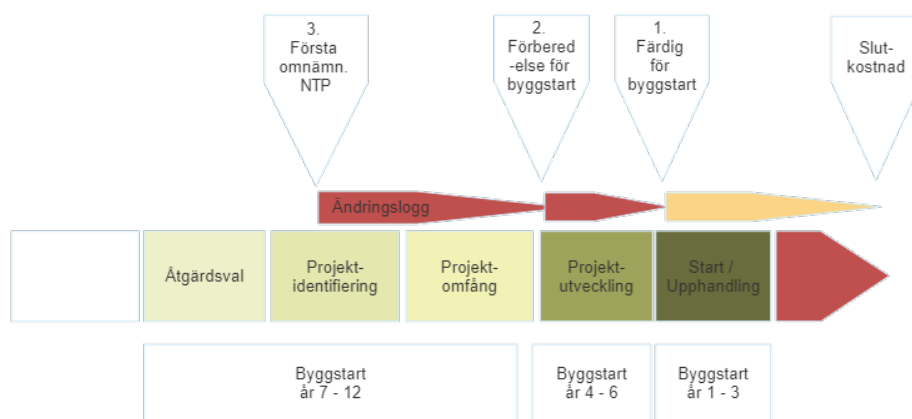 3.
Första
omnämn.
NTP
2.
Förbered
-else för
byggstart
1.
Färdig
för
byggstart
Slut-
kostnad
Ändringslogg
Åtgärdsval
Projekt-
identifiering
Projekt-
omfång
Projekt-
utveckling
Start /
Upphandling
Byggstart
år 7 - 12
Byggstart
år 4 - 6
Byggstart
år 1 - 3